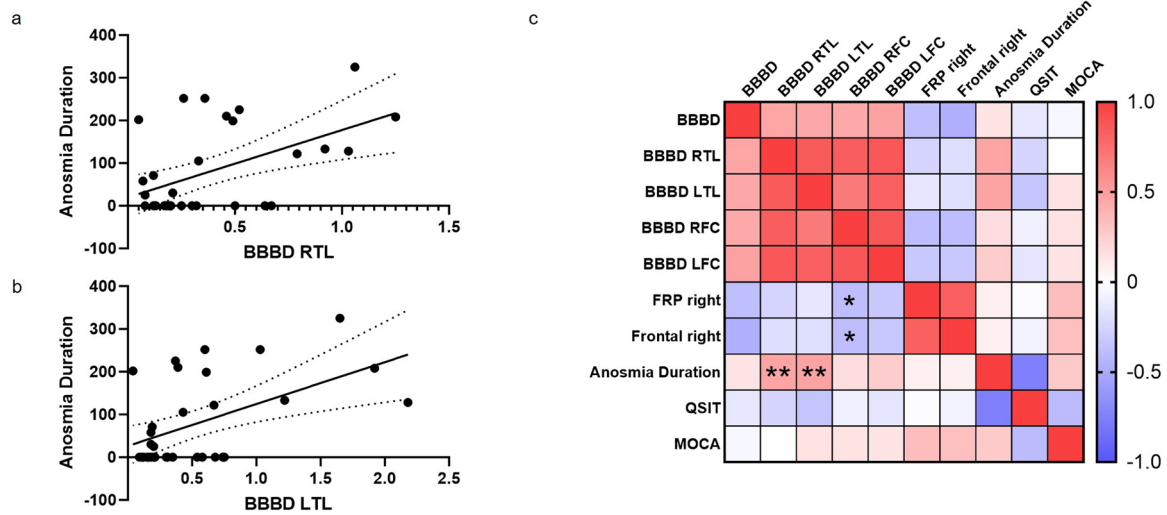 a
400
300
200
100
0
-100
Anosmia Duration
0.5
1.0
1.5
BBBD RTL
b
400
300
200
100
0
-100
Anosmia Duration
0.5
1.0
1.5
2.0
2.5
BBBD LTL
c
BBBD
BBBD RTL
BBBD LTL
BBBD RFC
BBBD LFC
FRP right
Frontal right
Anosmia Duration
QSIT
MOCA
BBBD
BBBD RTL
BBBD LTL
BBBD RFC
BBBD LFC
FRP right
*
Frontal right
*
Anosmia Duration
** **
QSIT
MOCA
1.0
0.5
0
-0.5
-1.0